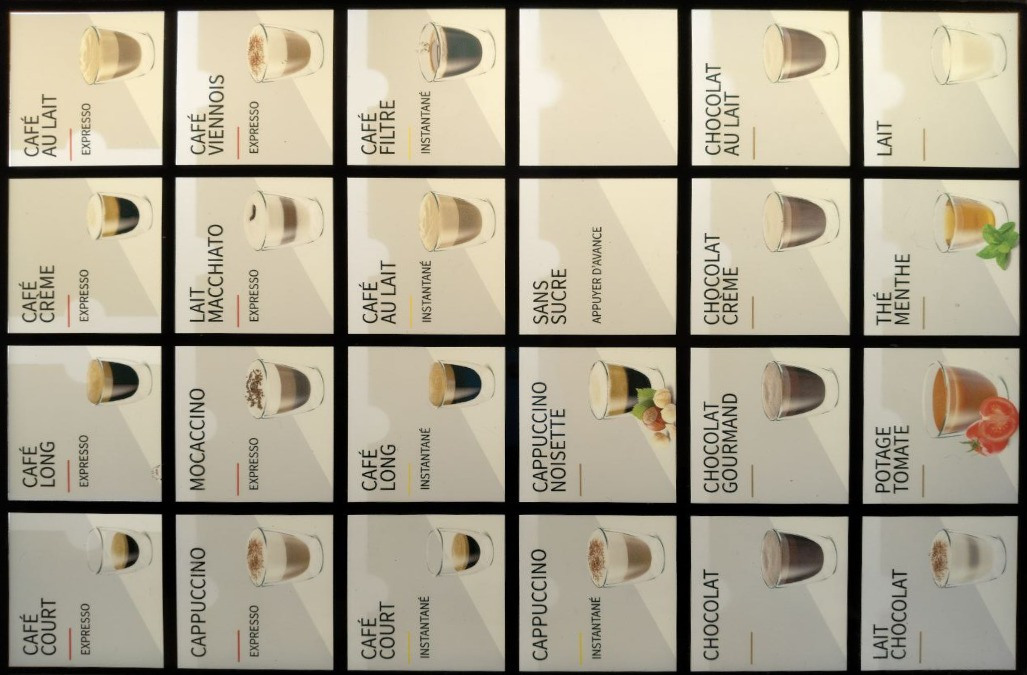 CAFÉ
COURT
EXPRESSO
CAFÉ
LONG
EXPRESSO
CAFÉ
CRÈME
EXPRESSO
CAFÉ
AU LAIT
EXPRESSO
CAPPUCCINO
EXPRESSO
MOCACCINO
EXPRESSO
LAIT
MACCHIATO
EXPRESSO
CAFÉ
VIENNOIS
EXPRESSO
CAFÉ
COURT
INSTANTANÉ
CAFÉ
LONG
INSTANTANÉ
CAFÉ
AU LAIT
INSTANTANÉ
CAFÉ
FILTRE
INSTANTANÉ
CAPPUCCINO
INSTANTANÉ
CAPPUCCINO
NOISETTE
SANS
SUCRE
APPUYER D'AVANCE
CHOCOLAT
CHOCOLAT
GOURMAND
CHOCOLAT
CRÈME
CHOCOLAT
AU LAIT
LAIT
CHOCOLAT
POTAGE
TOMATE
THÉ
MENTHE
LAIT